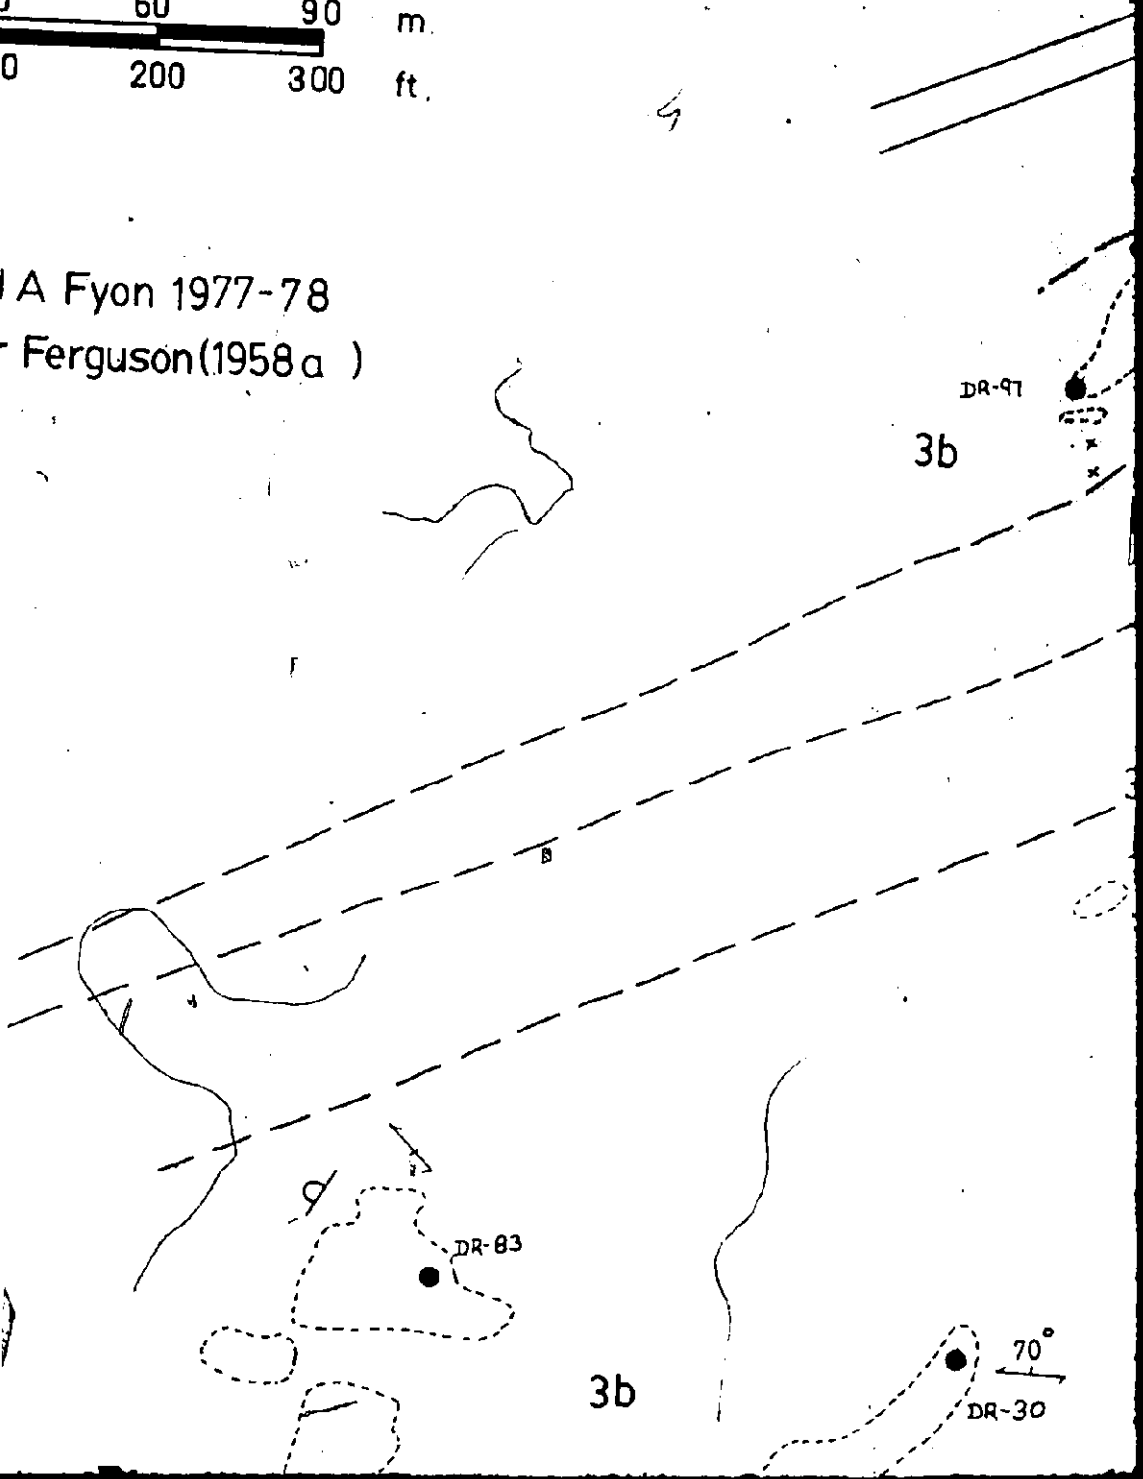 60 90 m.
0 200 300 ft.
A Fyon 1977-78
Ferguson(1958a )
DR-97
3b
DR-83
70°
3b
DR-30